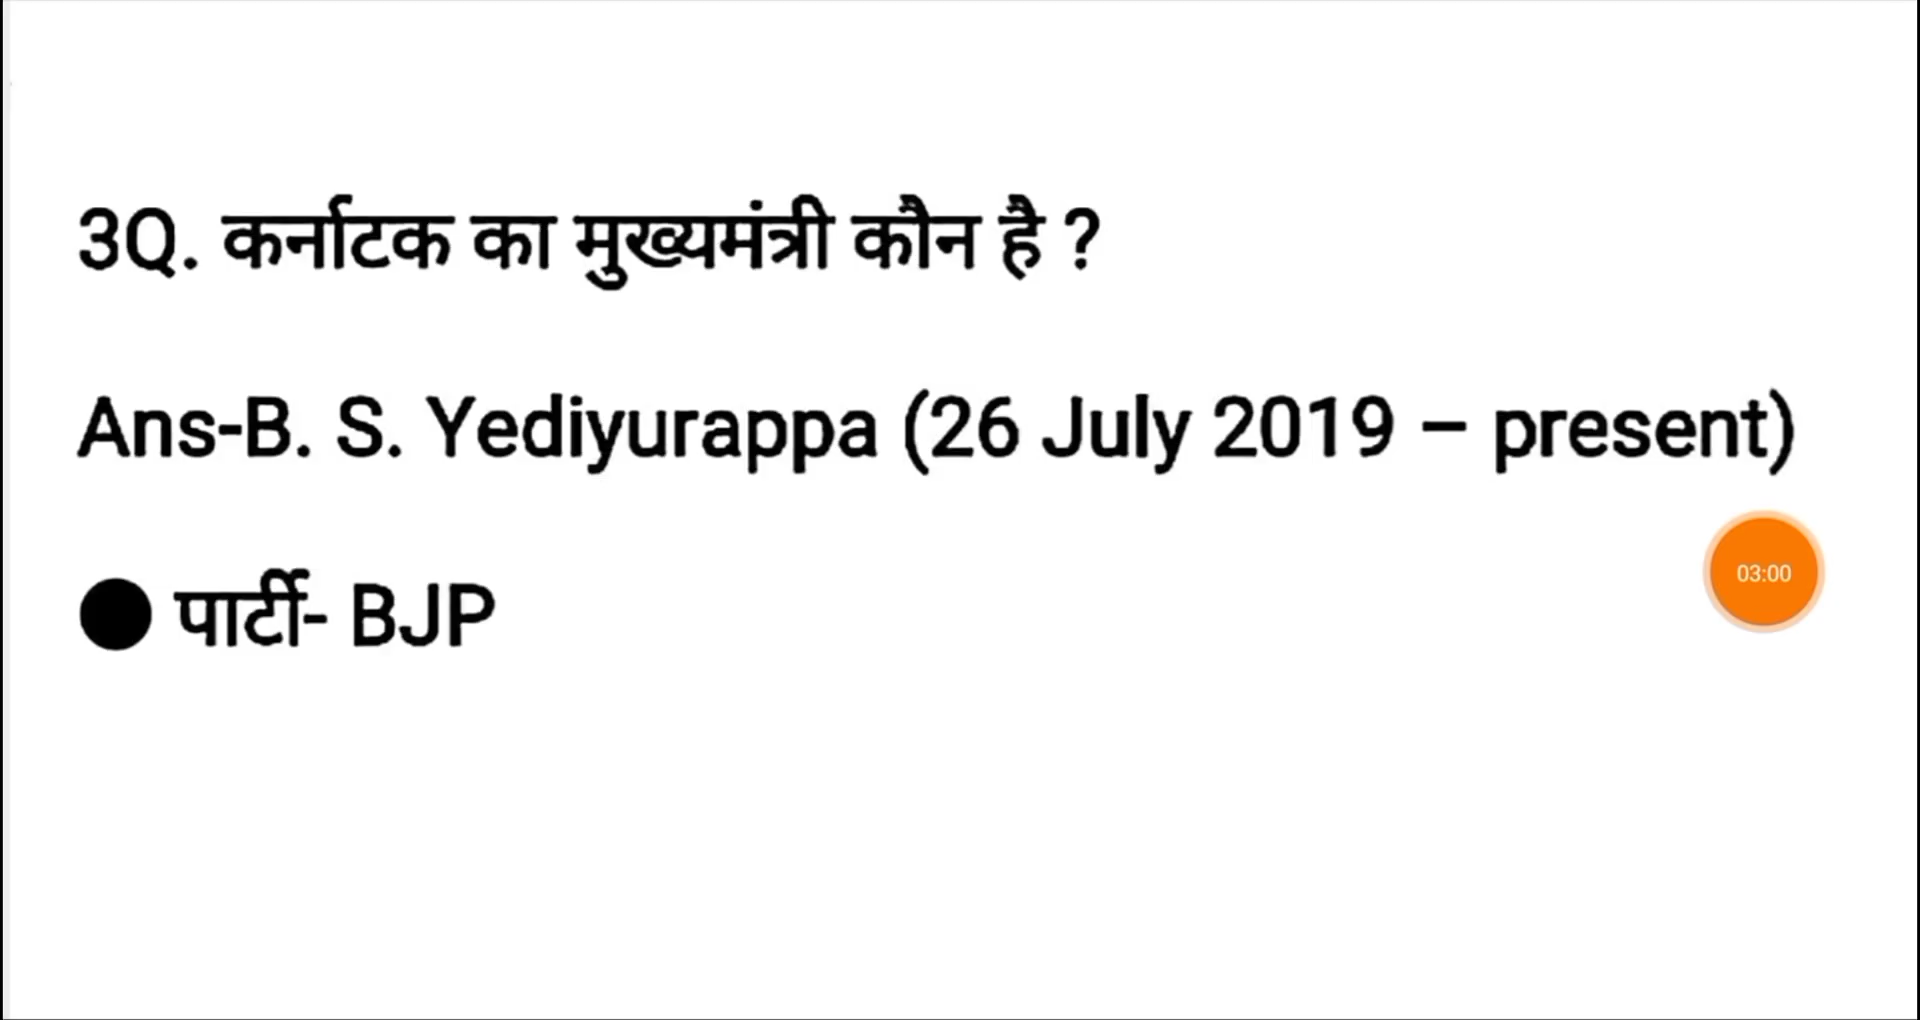 3Q. कर्नाटक का मुख्यमंत्री कौन है ?
Ans-B. S. Yediyurappa (26 July 2019 – present)
● पार्टी- BJP
03:00